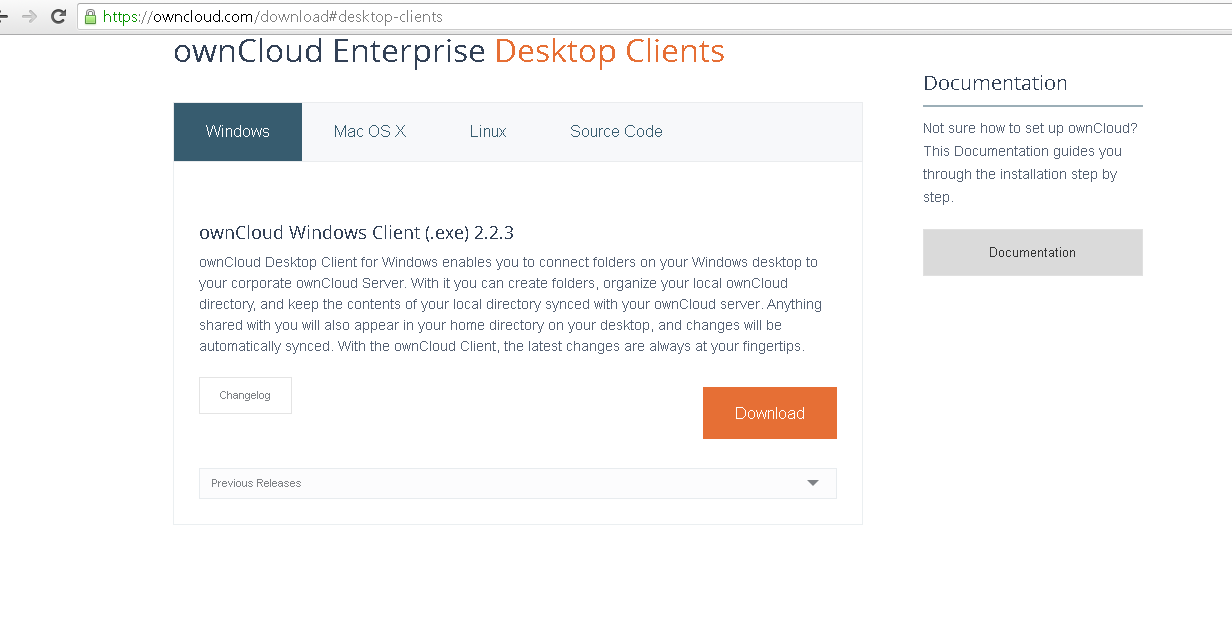 https://owncloud.com/download#desktop-clients
ownCloud Enterprise Desktop Clients
Windows Mac OS X Linux Source Code
ownCloud Windows Client (.exe) 2.2.3
ownCloud Desktop Client for Windows enables you to connect folders on your Windows desktop to
your corporate ownCloud Server. With it you can create folders, organize your local ownCloud
directory, and keep the contents of your local directory synced with your ownCloud server. Anything
shared with you will also appear in your home directory on your desktop, and changes will be
automatically synced. With the ownCloud Client, the latest changes are always at your fingertips.
Changelog
Download
Previous Releases
Documentation
Not sure how to set up ownCloud?
This Documentation guides you
through the installation step by
step.
Documentation